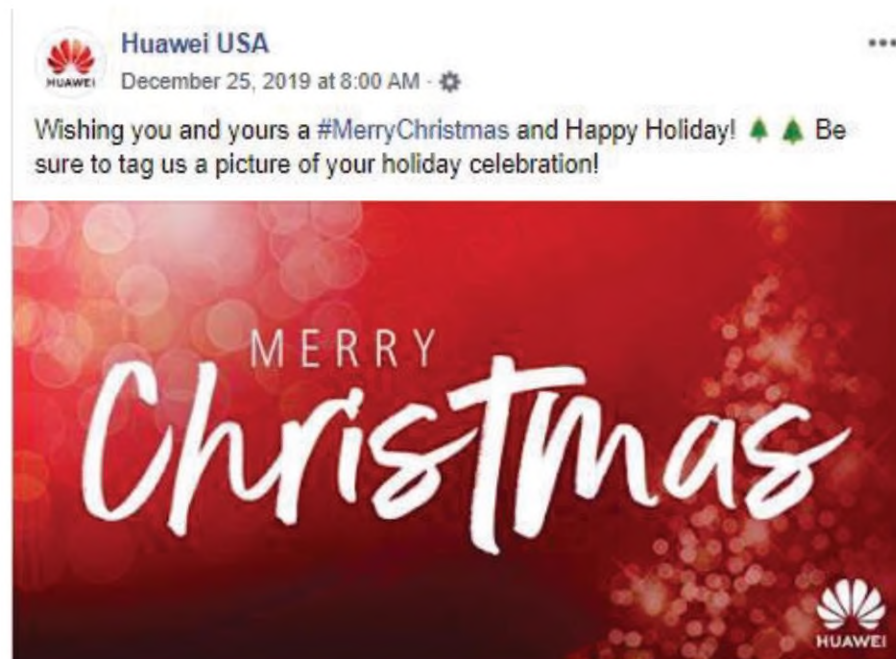 Huawei USA
HUAWEI
December 25, 2019 at 8:00 AM ·
Wishing you and yours a #MerryChristmas and Happy Holiday! 🌲 🌲 Be
sure to tag us a picture of your holiday celebration!
MERRY
Christmas
HUAWEI